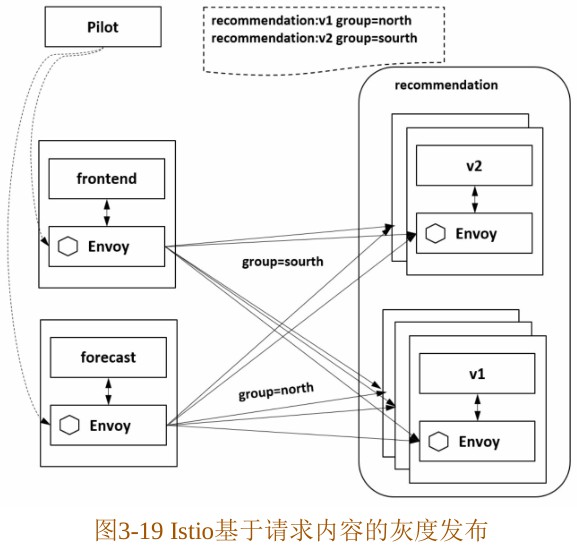 Pilot
recommendation:v1 group=north
recommendation:v2 group=sourth
recommendation
frontend
Envoy
v2
Envoy
group=sourth
forecast
Envoy
group=north
v1
Envoy
图3-19 Istio基于请求内容的灰度发布